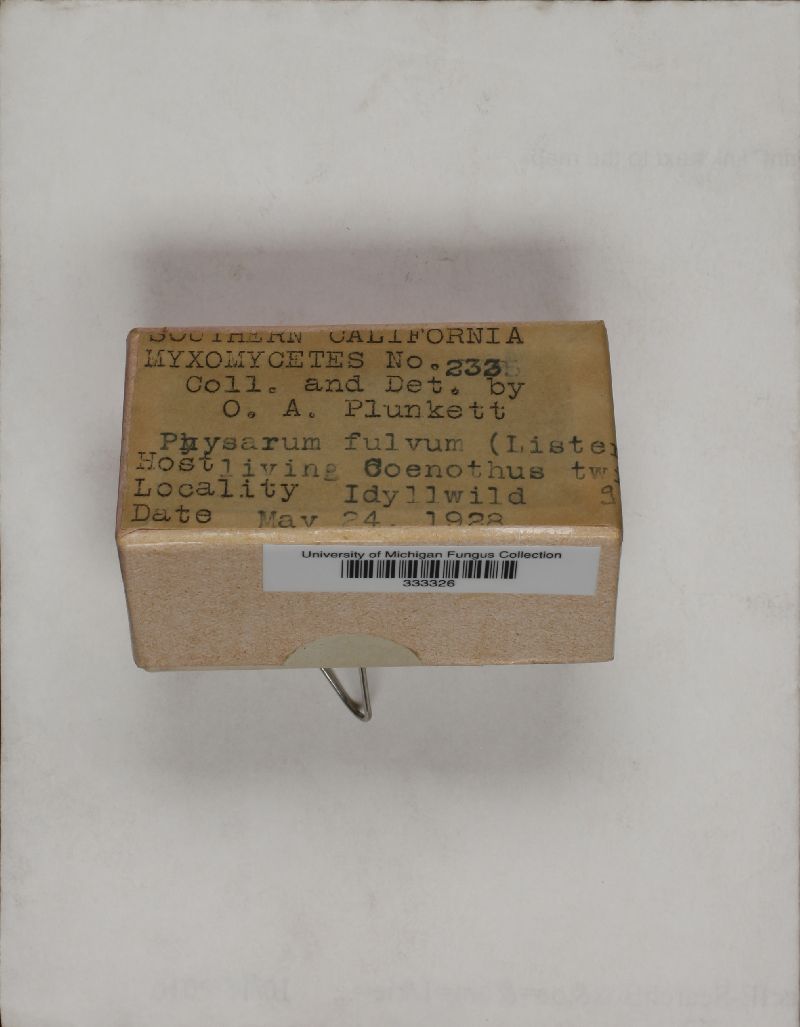 SOUTHERN CALIFORNIA
MYXOMYCETES No. 233
Coll. and Det. by
O. A. Plunkett
Physarum fulvum (Lister
Host living Coenothus tw
Locality Idyllwild
Date May 24, 1928
University of Michigan Fungus Collection
333326